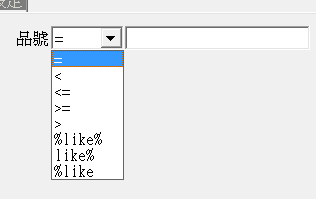 品號 =
=
<
<=
>=
>
%like%
like%
%like